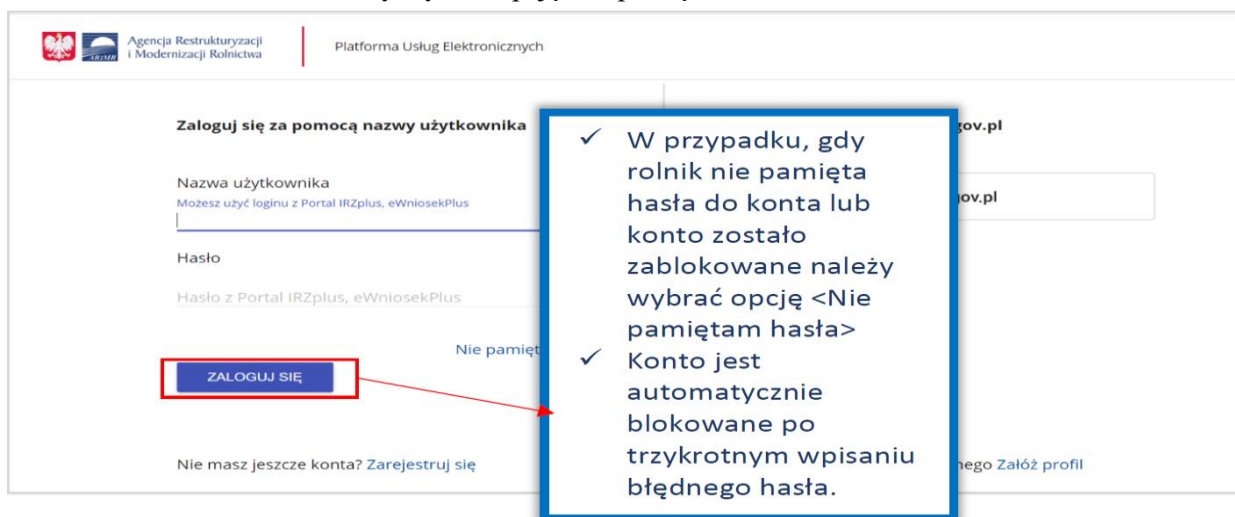 Agencja Restrukturyzacji
i Modernizacji Rolnictwa
Platforma Usług Elektronicznych
Zaloguj się za pomocą nazwy użytkownika
Nazwa użytkownika
Możesz użyć loginu z Portal IRZplus, eWniosekPlus
Hasło
Hasło z Portal IRZplus, eWniosekPlus
Nie pamięt
ZALOGUJ SIĘ
Nie masz jeszcze konta? Zarejestruj się
✓ W przypadku, gdy
rolnik nie pamięta
hasła do konta lub
konto zostało
zablokowane należy
wybrać opcję <Nie
pamiętam hasła>
✓ Konto jest
automatycznie
blokowane po
trzykrotnym wpisaniu
błędnego hasła.
gov.pl
gov.pl
nego Załóż profil